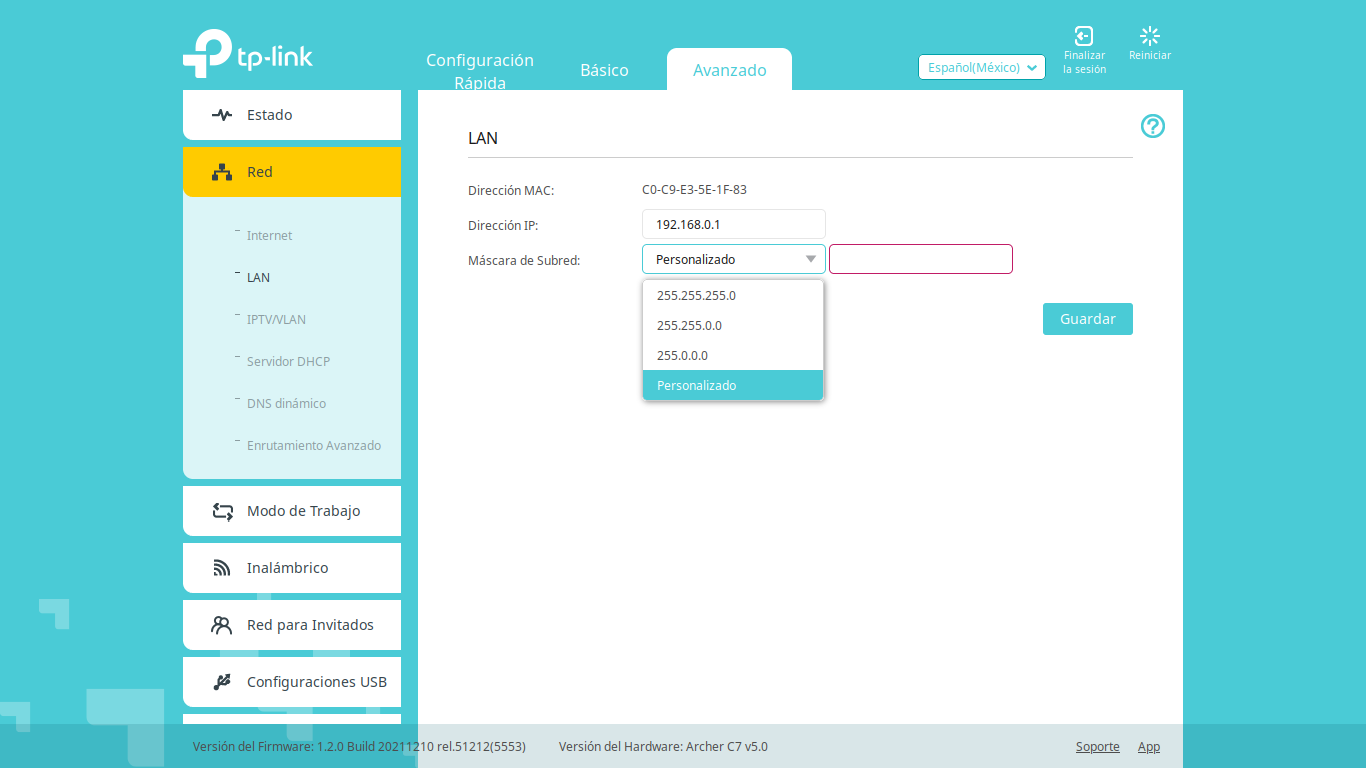 tp-link
Configuración
Rápida
Básico
Avanzado
Español(México)
Finalizar
la sesión
Reiniciar
Estado
Red
Internet
LAN
IPTV/VLAN
Servidor DHCP
DNS dinámico
Enrutamiento Avanzado
Modo de Trabajo
Inalámbrico
Red para Invitados
Configuraciones USB
LAN
Dirección MAC: C0-C9-E3-5E-1F-83
Dirección IP: 192.168.0.1
Máscara de Subred: Personalizado
255.255.255.0
255.255.0.0
255.0.0.0
Personalizado
Guardar
Versión del Firmware: 1.2.0 Build 20211210 rel.51212(5553) Versión del Hardware: Archer C7 v5.0 Soporte App